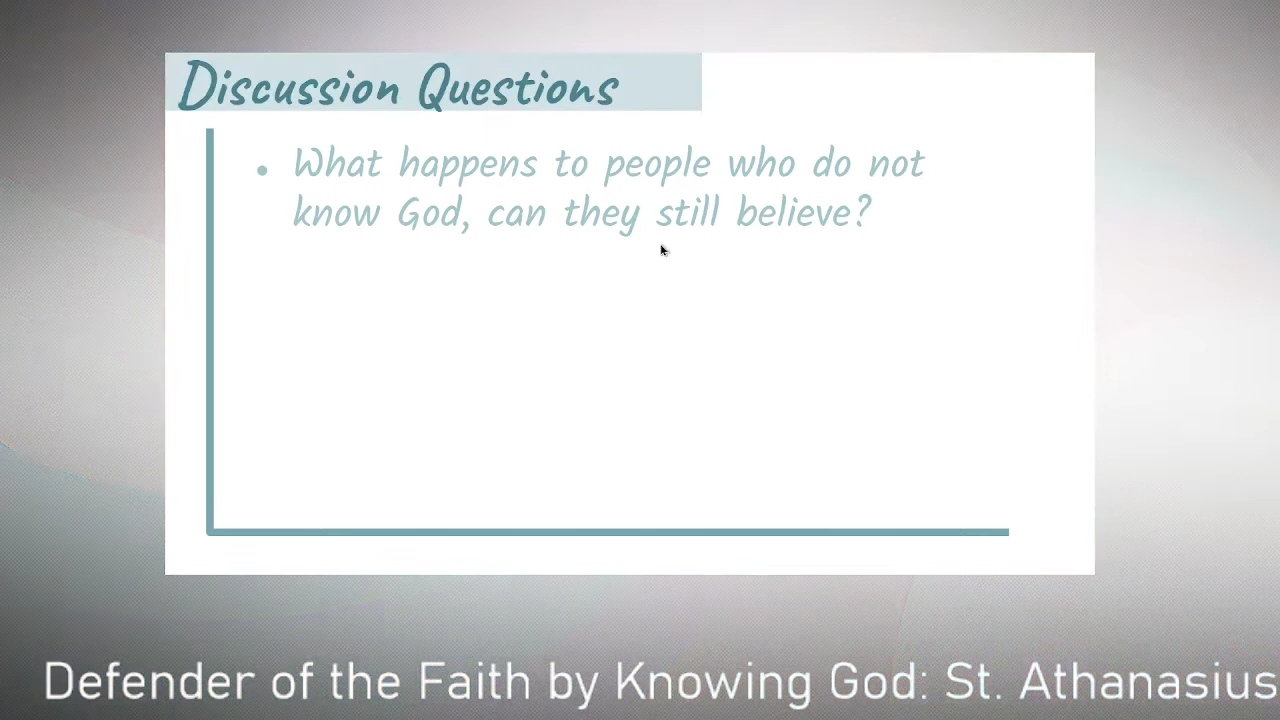 Discussion Questions
• What happens to people who do not
know God, can they still believe?
Defender of the Faith by Knowing God: St. Athanasius